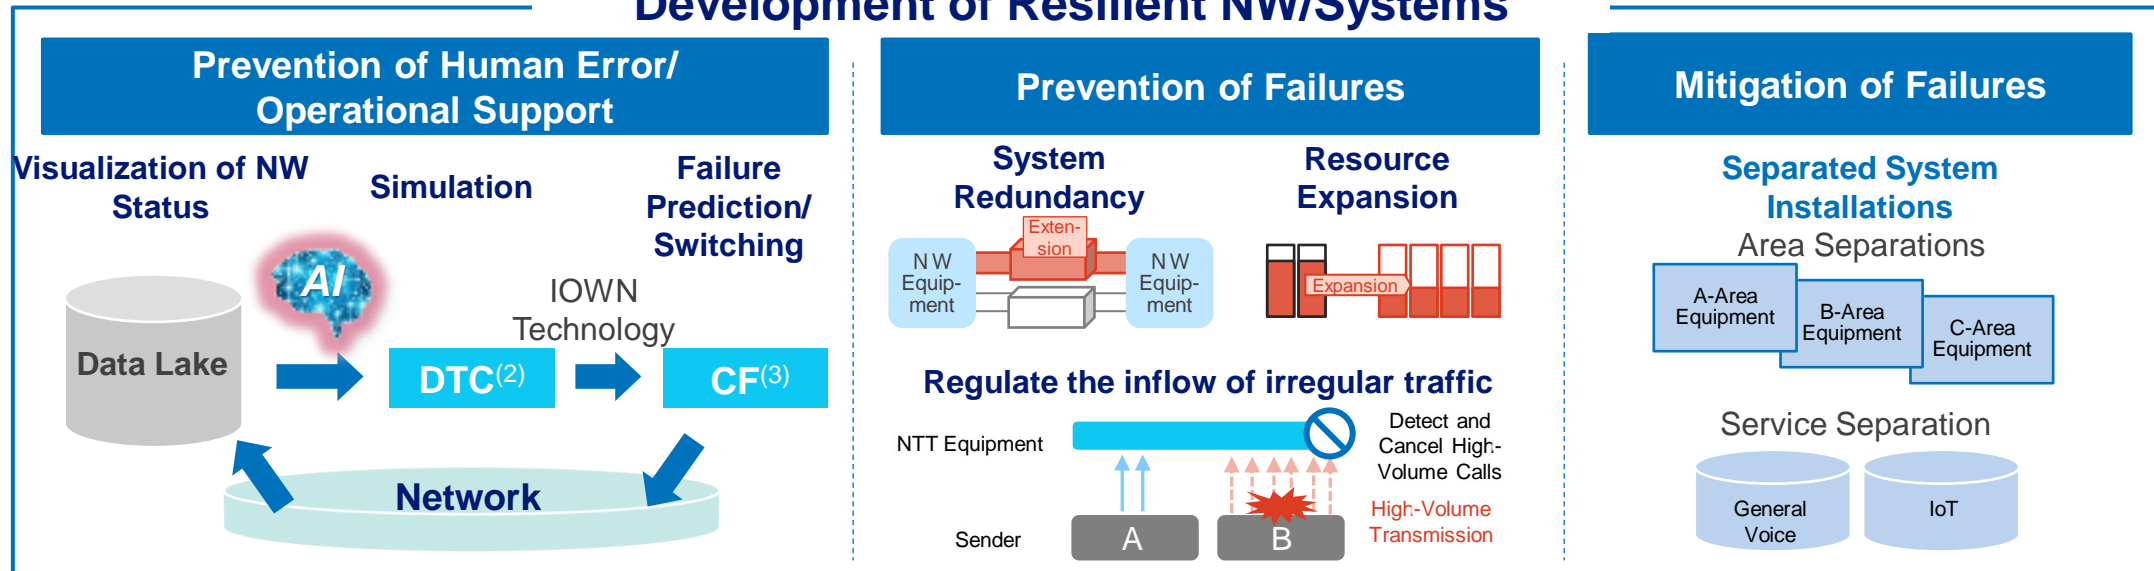 Development of Resilient NW/Systems
Prevention of Human Error/
Operational Support
Visualization of NW
Status
Simulation
Failure
Prediction/
Switching
AI
IOWN
Technology
Data Lake
DTC(2)
CF(3)
Network
Prevention of Failures
System
Redundancy
Resource
Expansion
Exten-
sion
NW
Equip-
ment
NW
Equip-
ment
Expansion
Regulate the inflow of irregular traffic
NTT Equipment
Detect and
Cancel High-
Volume Calls
High-Volume
Transmission
Sender
A
B
Mitigation of Failures
Separated System
Installations
Area Separations
A-Area
Equipment
B-Area
Equipment
C-Area
Equipment
Service Separation
General
Voice
IoT